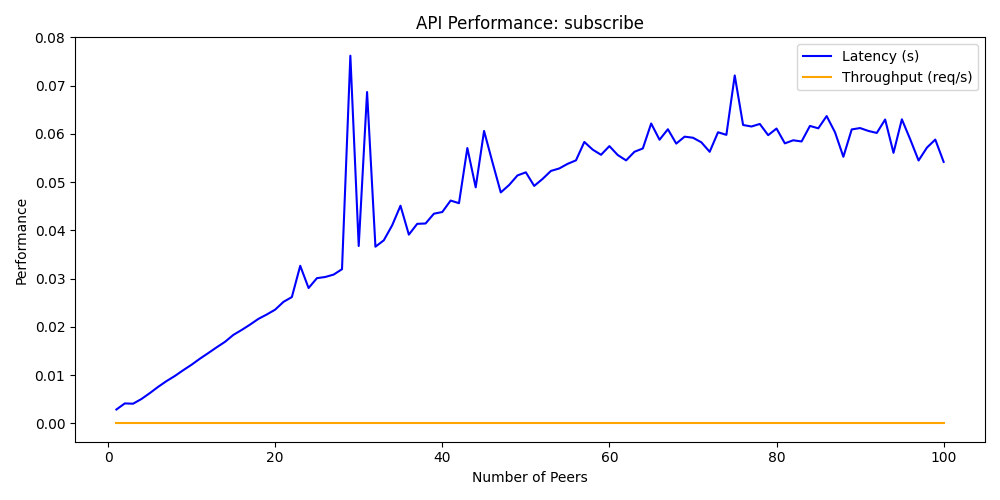 API Performance: subscribe
Latency (s)
Throughput (req/s)
Performance
0.08
0.07
0.06
0.05
0.04
0.03
0.02
0.01
0.00
0 20 40 60 80 100
Number of Peers